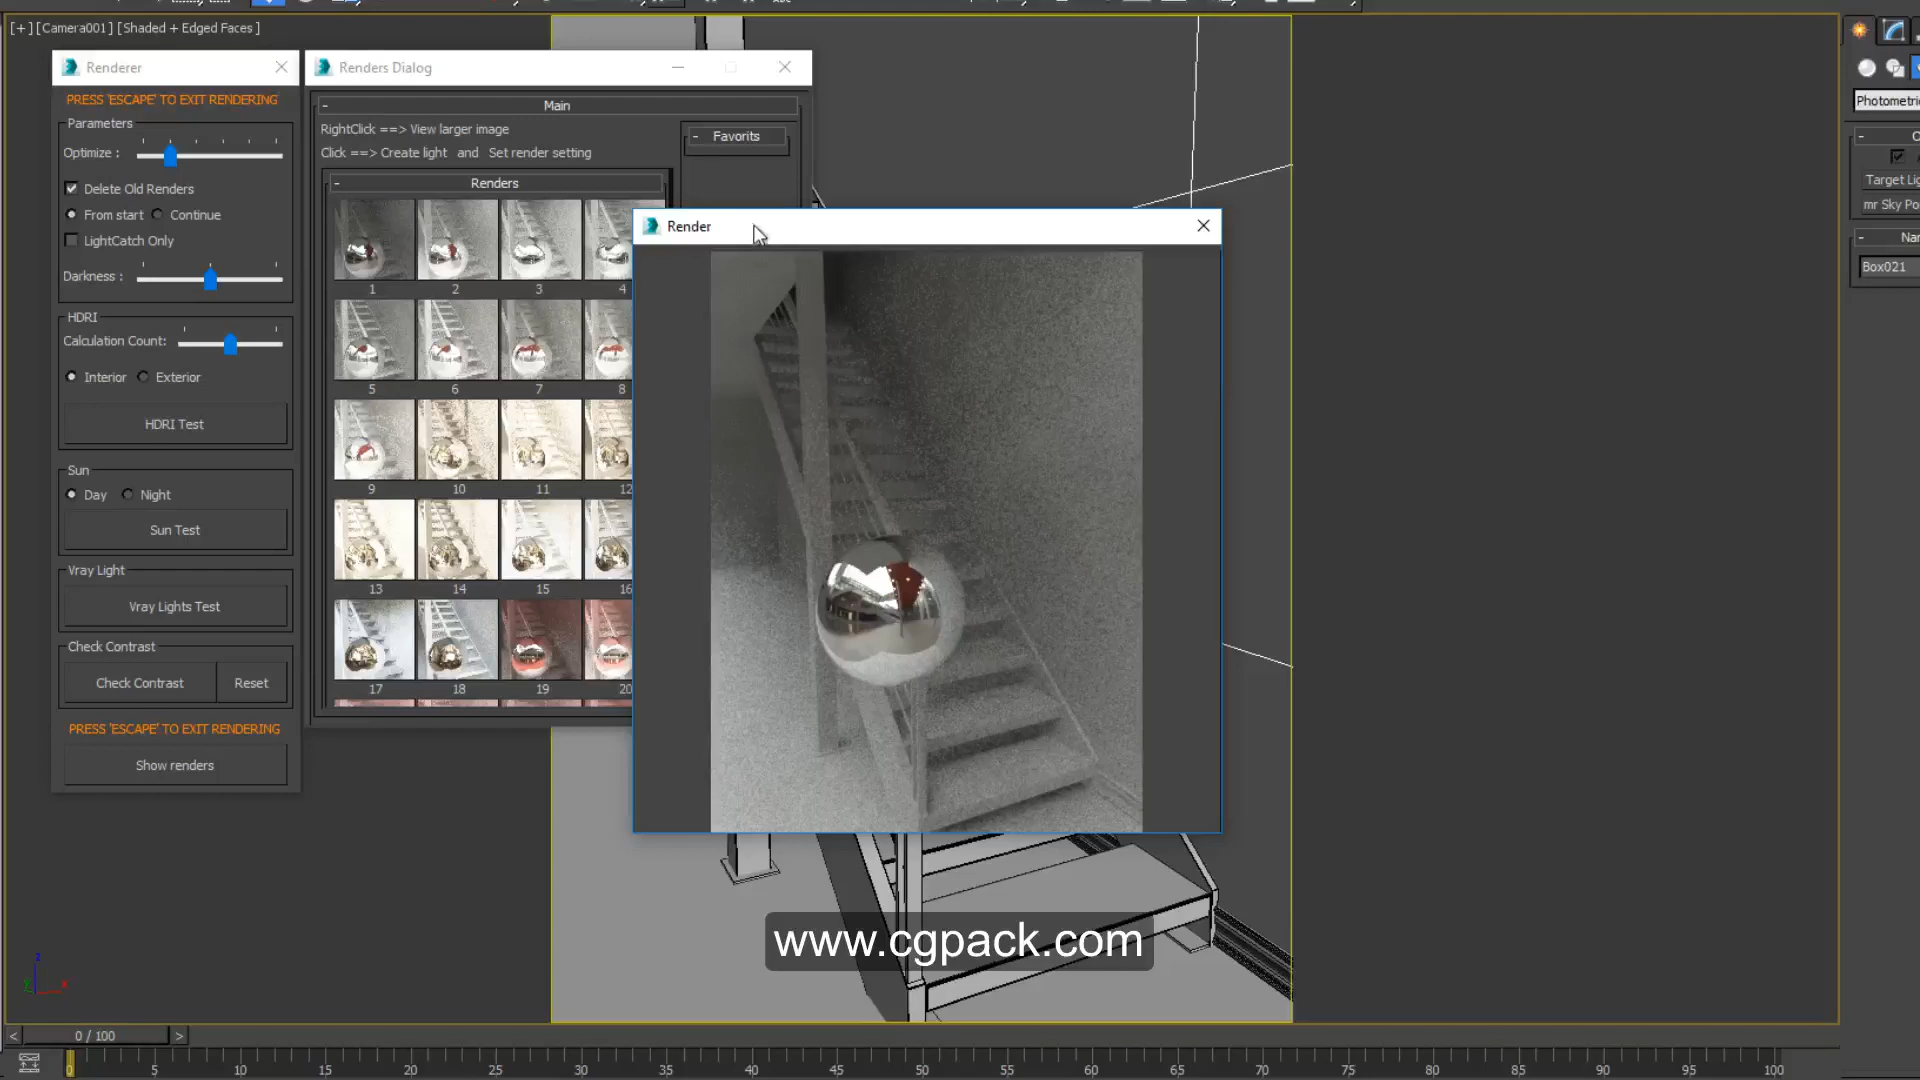 [+][Camera001][Shaded + Edged Faces]
Renderer
PRESS 'ESCAPE' TO EXIT RENDERING
Parameters
Optimize :
Delete Old Renders
From start Continue
LightCatch Only
Darkness :
HDRI
Calculation Count:
Interior Exterior
HDRI Test
Sun
Day Night
Sun Test
Vray Light
Vray Lights Test
Check Contrast
Check Contrast Reset
PRESS 'ESCAPE' TO EXIT RENDERING
Show renders
Renders Dialog
- Main
RightClick ==> View larger image
Click ==> Create light and Set render setting
- Favorits
- Renders
1 2 3 4
5 6 7 8
9 10 11 12
13 14 15 16
17 18 19 20
Render
www.cgpack.com
Photometric
Target Lig
mr Sky Po
- Nam
Box021
z
y x
< 0 / 100 >
0 5 10 15 20 25 30 35 40 45 50 55 60 65 70 75 80 85 90 95 100